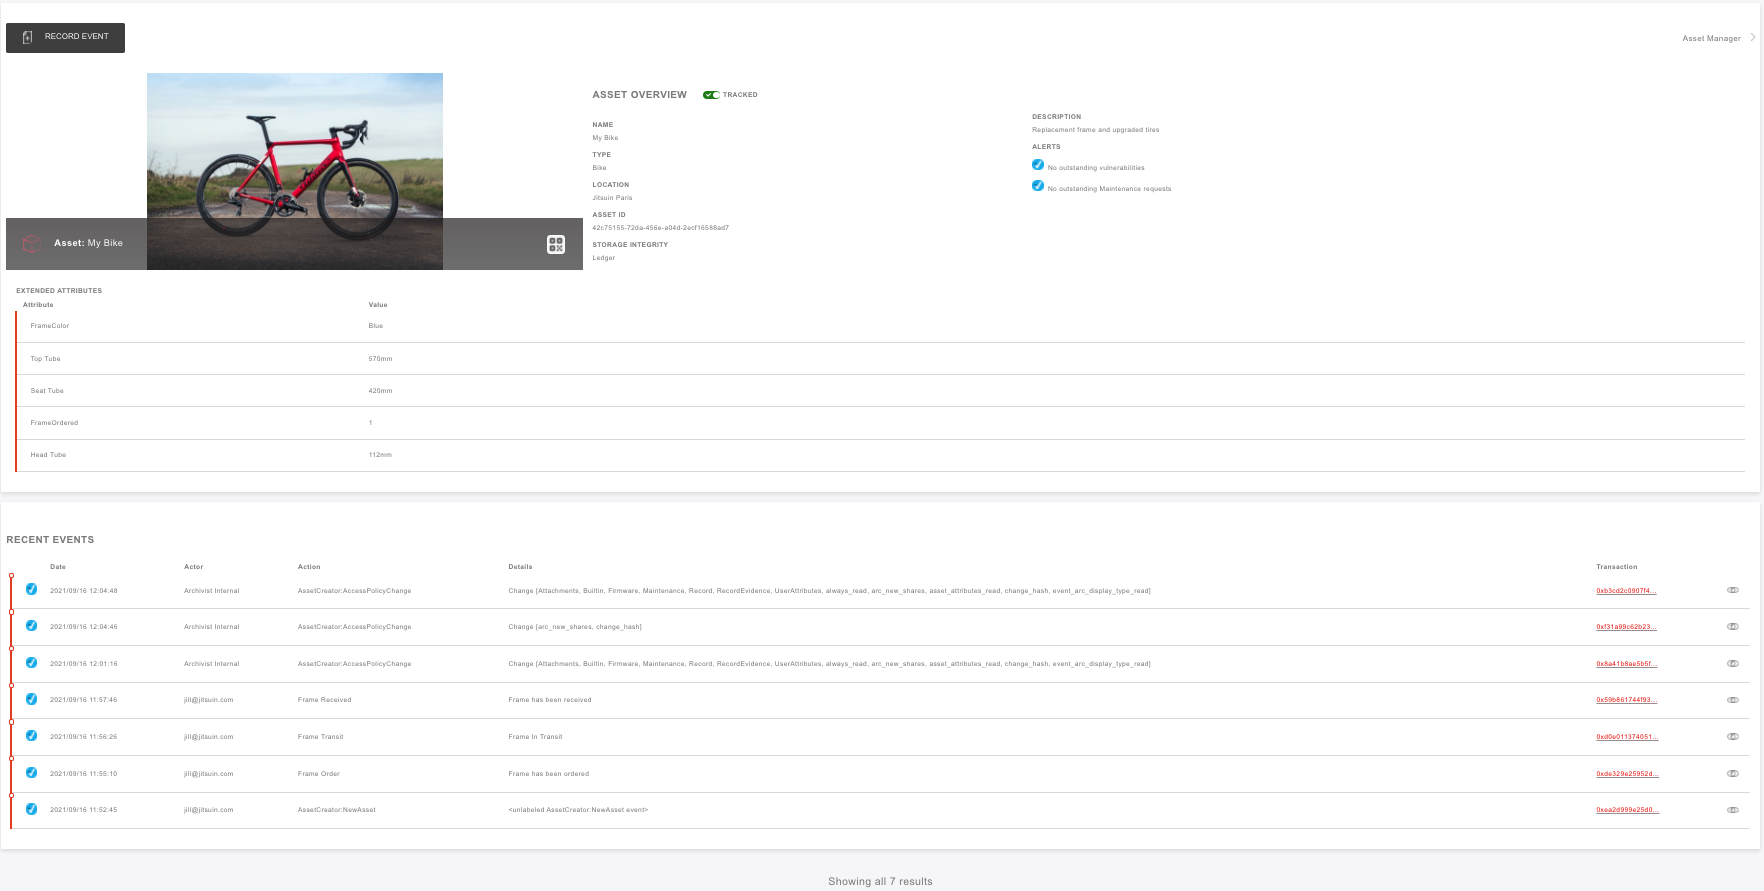 RECORD EVENT
Asset Manager
ASSET OVERVIEW TRACKED
NAME
My Bike
TYPE
Bike
LOCATION
Jitsuin Paris
ASSET ID
42c75155-72da-456e-a04d-2ecf16588ad7
STORAGE INTEGRITY
Ledger
DESCRIPTION
Replacement frame and upgraded tires
ALERTS
No outstanding vulnerabilities
No outstanding Maintenance requests
Asset: My Bike
EXTENDED ATTRIBUTES
Attribute Value
FrameColor Blue
Top Tube 570mm
Seat Tube 420mm
FrameOrdered 1
Head Tube 112mm
RECENT EVENTS
Date Actor Action Details Transaction
2021/09/16 12:04:48 Archivist Internal AssetCreator:AccessPolicyChange Change [Attachments, Builtin, Firmware, Maintenance, Record, RecordEvidence, UserAttributes, always_read, arc_new_shares, asset_attributes_read, change_hash, event_arc_display_type_read] 0xb3cd2c0907f4...
2021/09/16 12:04:46 Archivist Internal AssetCreator:AccessPolicyChange Change [arc_new_shares, change_hash] 0xf31a99c62b23...
2021/09/16 12:01:16 Archivist Internal AssetCreator:AccessPolicyChange Change [Attachments, Builtin, Firmware, Maintenance, Record, RecordEvidence, UserAttributes, always_read, arc_new_shares, asset_attributes_read, change_hash, event_arc_display_type_read] 0x8a41b8ae5b5f...
2021/09/16 11:57:46 jill@jitsuin.com Frame Received Frame has been received 0x59b861744f93...
2021/09/16 11:56:26 jill@jitsuin.com Frame Transit Frame In Transit 0xd0e011374051...
2021/09/16 11:55:10 jill@jitsuin.com Frame Order Frame has been ordered 0xde329e25952d...
2021/09/16 11:52:45 jill@jitsuin.com AssetCreator:NewAsset <unlabeled AssetCreator:NewAsset event> 0xea2d999e25d0...
Showing all 7 results